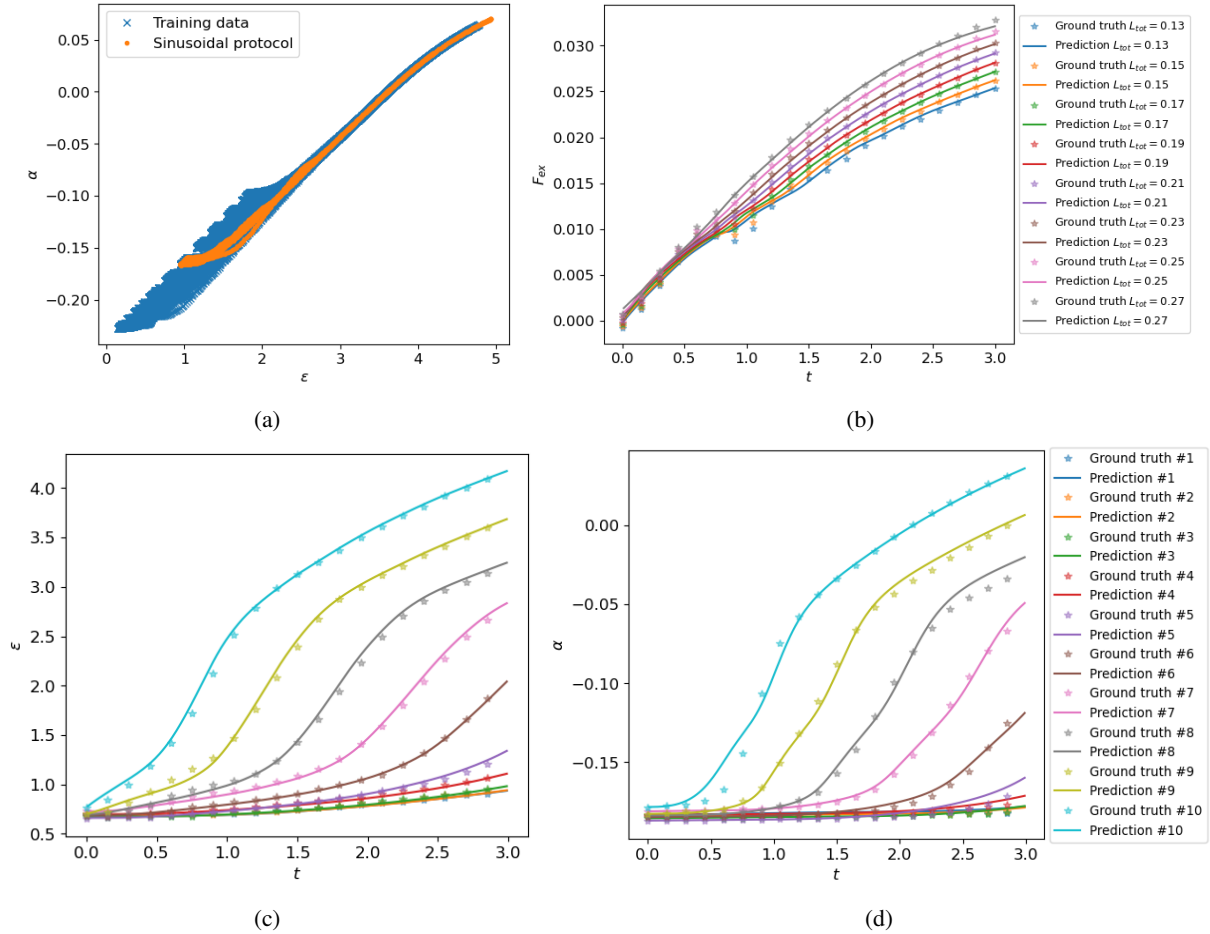 Training data
Sinusoidal protocol
0.05
0.00
−0.05
−0.10
−0.15
−0.20
α
0
1
2
3
4
5
ε
(a)
0.030
0.025
0.020
0.015
0.010
0.005
0.000
F_ex
0.0
0.5
1.0
1.5
2.0
2.5
3.0
t
Ground truth L_tot = 0.13
Prediction L_tot = 0.13
Ground truth L_tot = 0.15
Prediction L_tot = 0.15
Ground truth L_tot = 0.17
Prediction L_tot = 0.17
Ground truth L_tot = 0.19
Prediction L_tot = 0.19
Ground truth L_tot = 0.21
Prediction L_tot = 0.21
Ground truth L_tot = 0.23
Prediction L_tot = 0.23
Ground truth L_tot = 0.25
Prediction L_tot = 0.25
Ground truth L_tot = 0.27
Prediction L_tot = 0.27
(b)
4.0
3.5
3.0
2.5
2.0
1.5
1.0
0.5
ε
0.0
0.5
1.0
1.5
2.0
2.5
3.0
t
(c)
0.00
−0.05
−0.10
−0.15
α
0.0
0.5
1.0
1.5
2.0
2.5
3.0
t
Ground truth #1
Prediction #1
Ground truth #2
Prediction #2
Ground truth #3
Prediction #3
Ground truth #4
Prediction #4
Ground truth #5
Prediction #5
Ground truth #6
Prediction #6
Ground truth #7
Prediction #7
Ground truth #8
Prediction #8
Ground truth #9
Prediction #9
Ground truth #10
Prediction #10
(d)